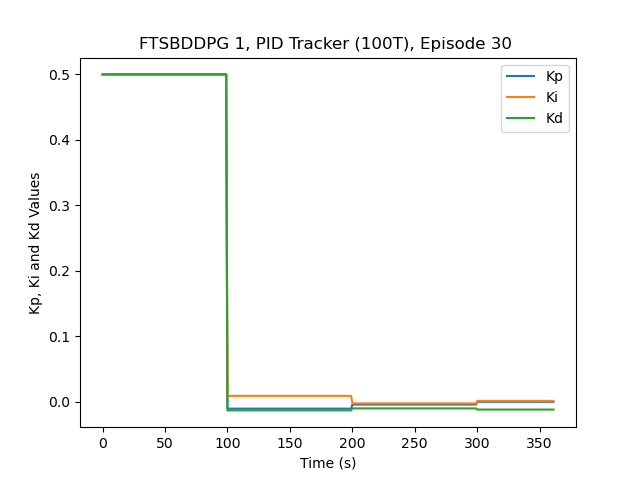 FTSBDDPG 1, PID Tracker (100T), Episode 30
Kp, Ki and Kd Values
0.5
0.4
0.3
0.2
0.1
0.0
Kp
Ki
Kd
0 50 100 150 200 250 300 350
Time (s)